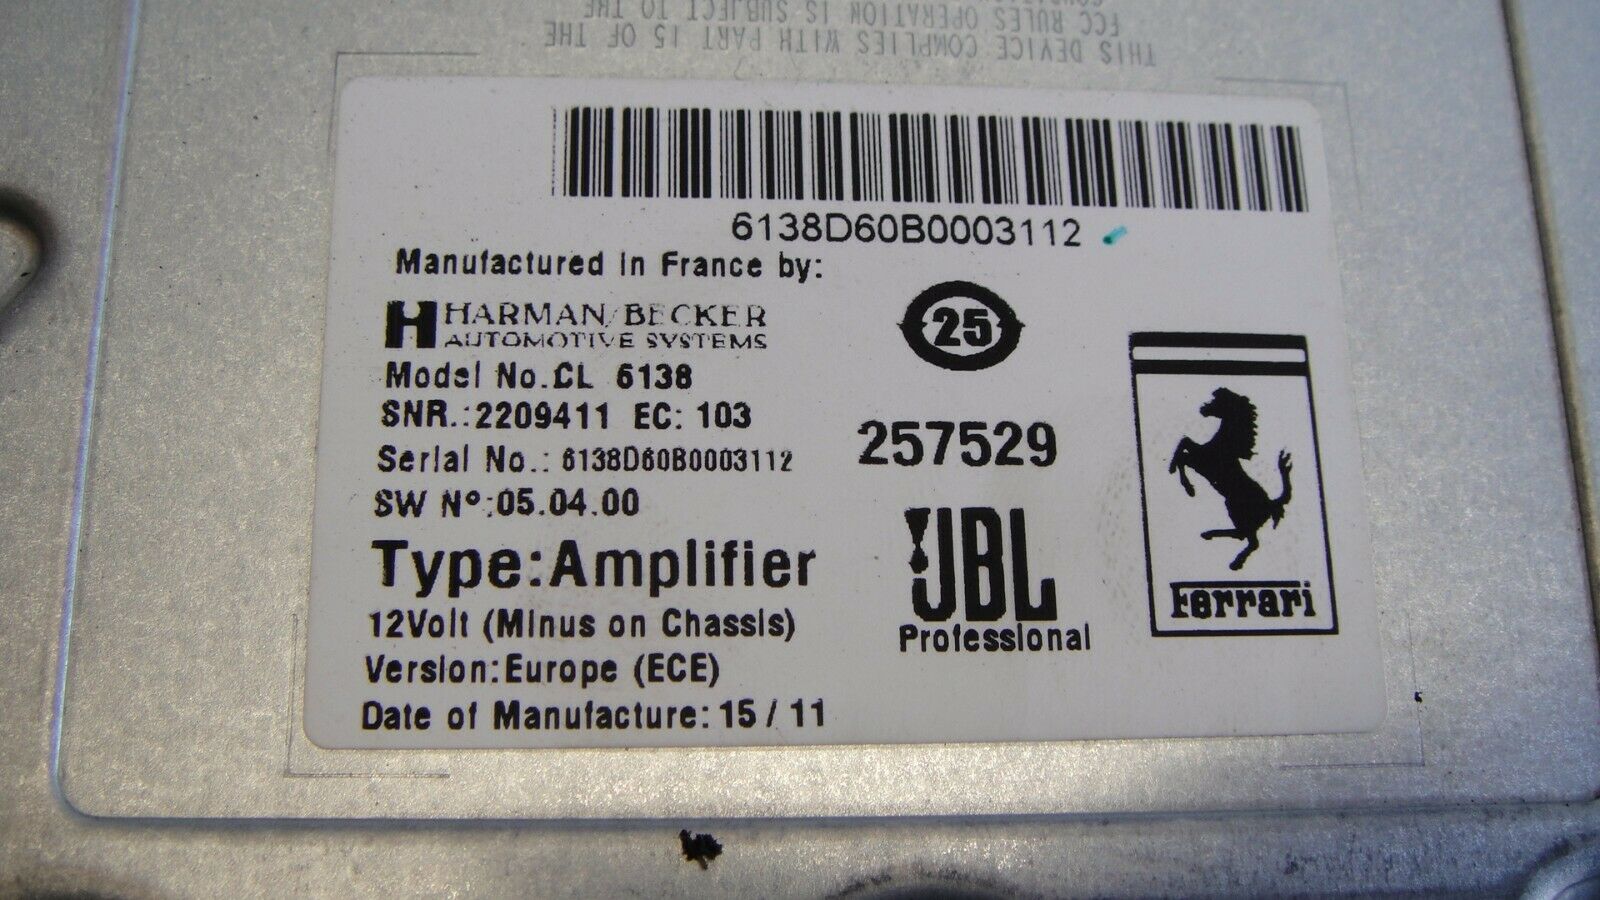 THIS DEVICE COMPLIES WITH PART 15 OF THE
FCC RULES OPERATION IS SUBJECT TO THE
6138D60B0003112
Manufactured in France by:
HARMAN/BECKER
AUTOMOTIVE SYSTEMS
Model No.CL 6138
SNR.:2209411 EC: 103
Serial No.: 6138D60B0003112
SW Nº:05.04.00
Type:Amplifier
12Volt (Minus on Chassis)
Version:Europe (ECE)
Date of Manufacture: 15 / 11
25
257529
JBL
Professional
Ferrari